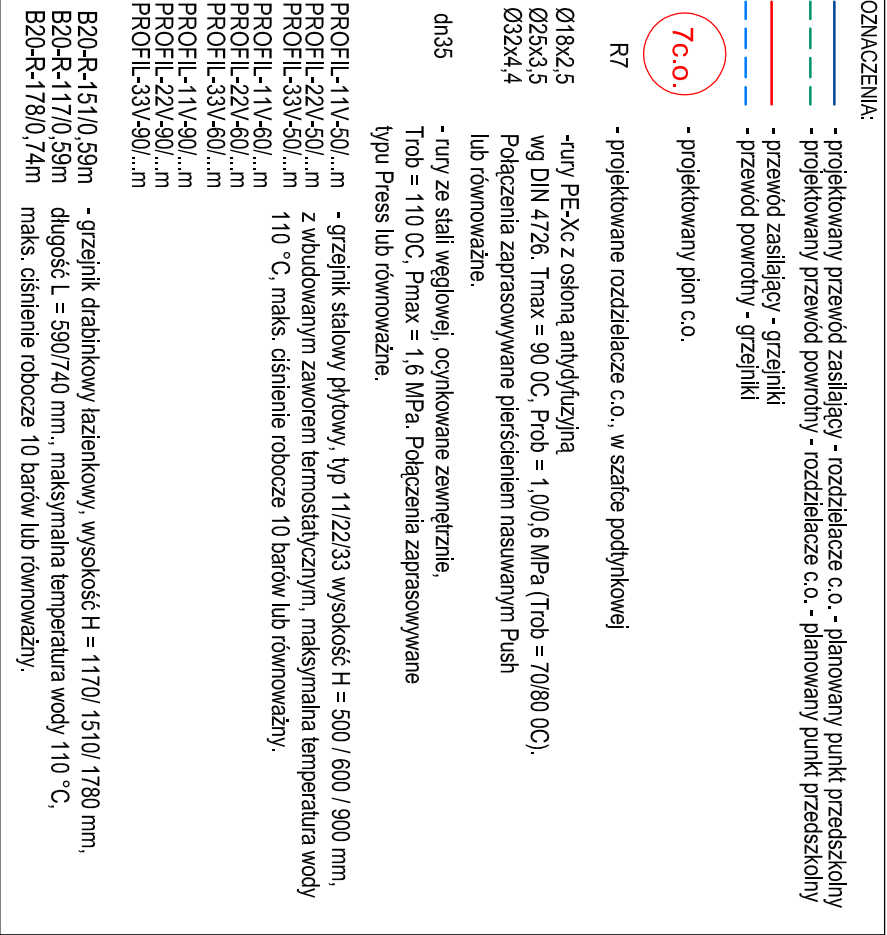 OZNACZENIA:
- projektowany przewód zasilający - rozdzielacze c.o. - planowany punkt przedszkolny
- projektowany przewód powrotny - rozdzielacze c.o. - planowany punkt przedszkolny
- przewód zasilający - grzejniki
- przewód powrotny - grzejniki
7c.o. - projektowany pion c.o.
R7 - projektowane rozdzielacze c.o., w szafce podtynkowej
Ø18x2,5 -rury PE-Xc z osłoną antydyfuzyjną
Ø25x3,5 wg DIN 4726. Tmax = 90 0C, Prob = 1,0/0,6 MPa (Trob = 70/80 0C).
Ø32x4,4 Połączenia zaprasowywane pierścieniem nasuwanym Push
lub równoważne.
dn35 - rury ze stali węglowej, ocynkowane zewnętrznie,
Trob = 110 0C, Pmax = 1,6 MPa. Połączenia zaprasowywane
typu Press lub równoważne.
PROFIL-11V-50/...m - grzejnik stalowy płytowy, typ 11/22/33 wysokość H = 500 / 600 / 900 mm,
PROFIL-22V-50/...m z wbudowanym zaworem termostatycznym, maksymalna temperatura wody
PROFIL-33V-50/...m 110 °C, maks. ciśnienie robocze 10 barów lub równoważny.
PROFIL-11V-60/...m
PROFIL-22V-60/...m
PROFIL-33V-60/...m
PROFIL-11V-90/...m
PROFIL-22V-90/...m
PROFIL-33V-90/...m
B20-R-151/0,59m - grzejnik drabinkowy łazienkowy, wysokość H = 1170/ 1510/ 1780 mm,
B20-R-117/0,59m długość L = 590/740 mm., maksymalna temperatura wody 110 °C,
B20-R-178/0,74m maks. ciśnienie robocze 10 barów lub równoważny.